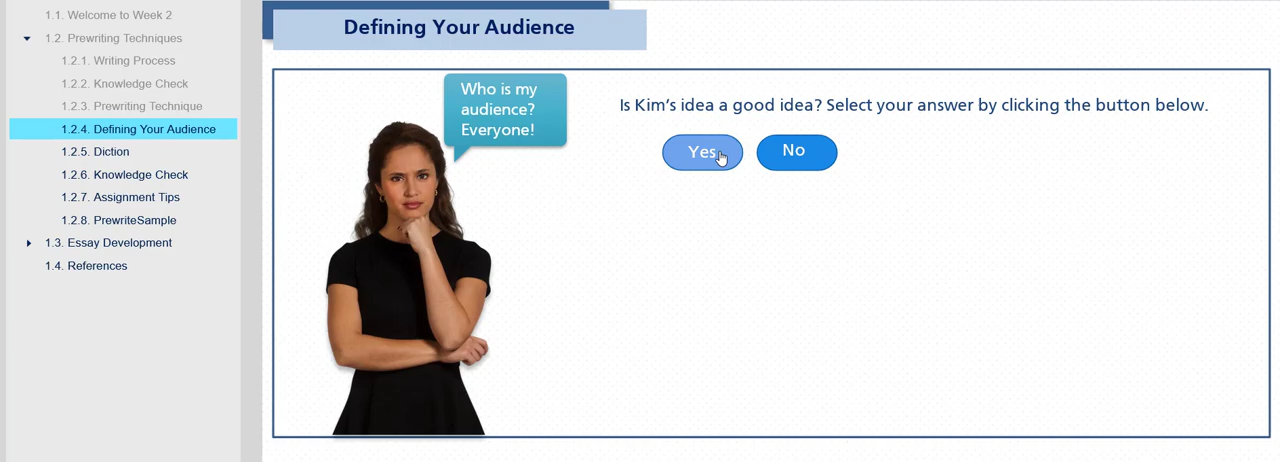 1.1. Welcome to Week 2
1.2. Prewriting Techniques
1.2.1. Writing Process
1.2.2. Knowledge Check
1.2.3. Prewriting Technique
1.2.4. Defining Your Audience
1.2.5. Diction
1.2.6. Knowledge Check
1.2.7. Assignment Tips
1.2.8. PrewriteSample
1.3. Essay Development
1.4. References
Defining Your Audience
Who is my
audience?
Everyone!
Is Kim's idea a good idea? Select your answer by clicking the button below.
Yes
No